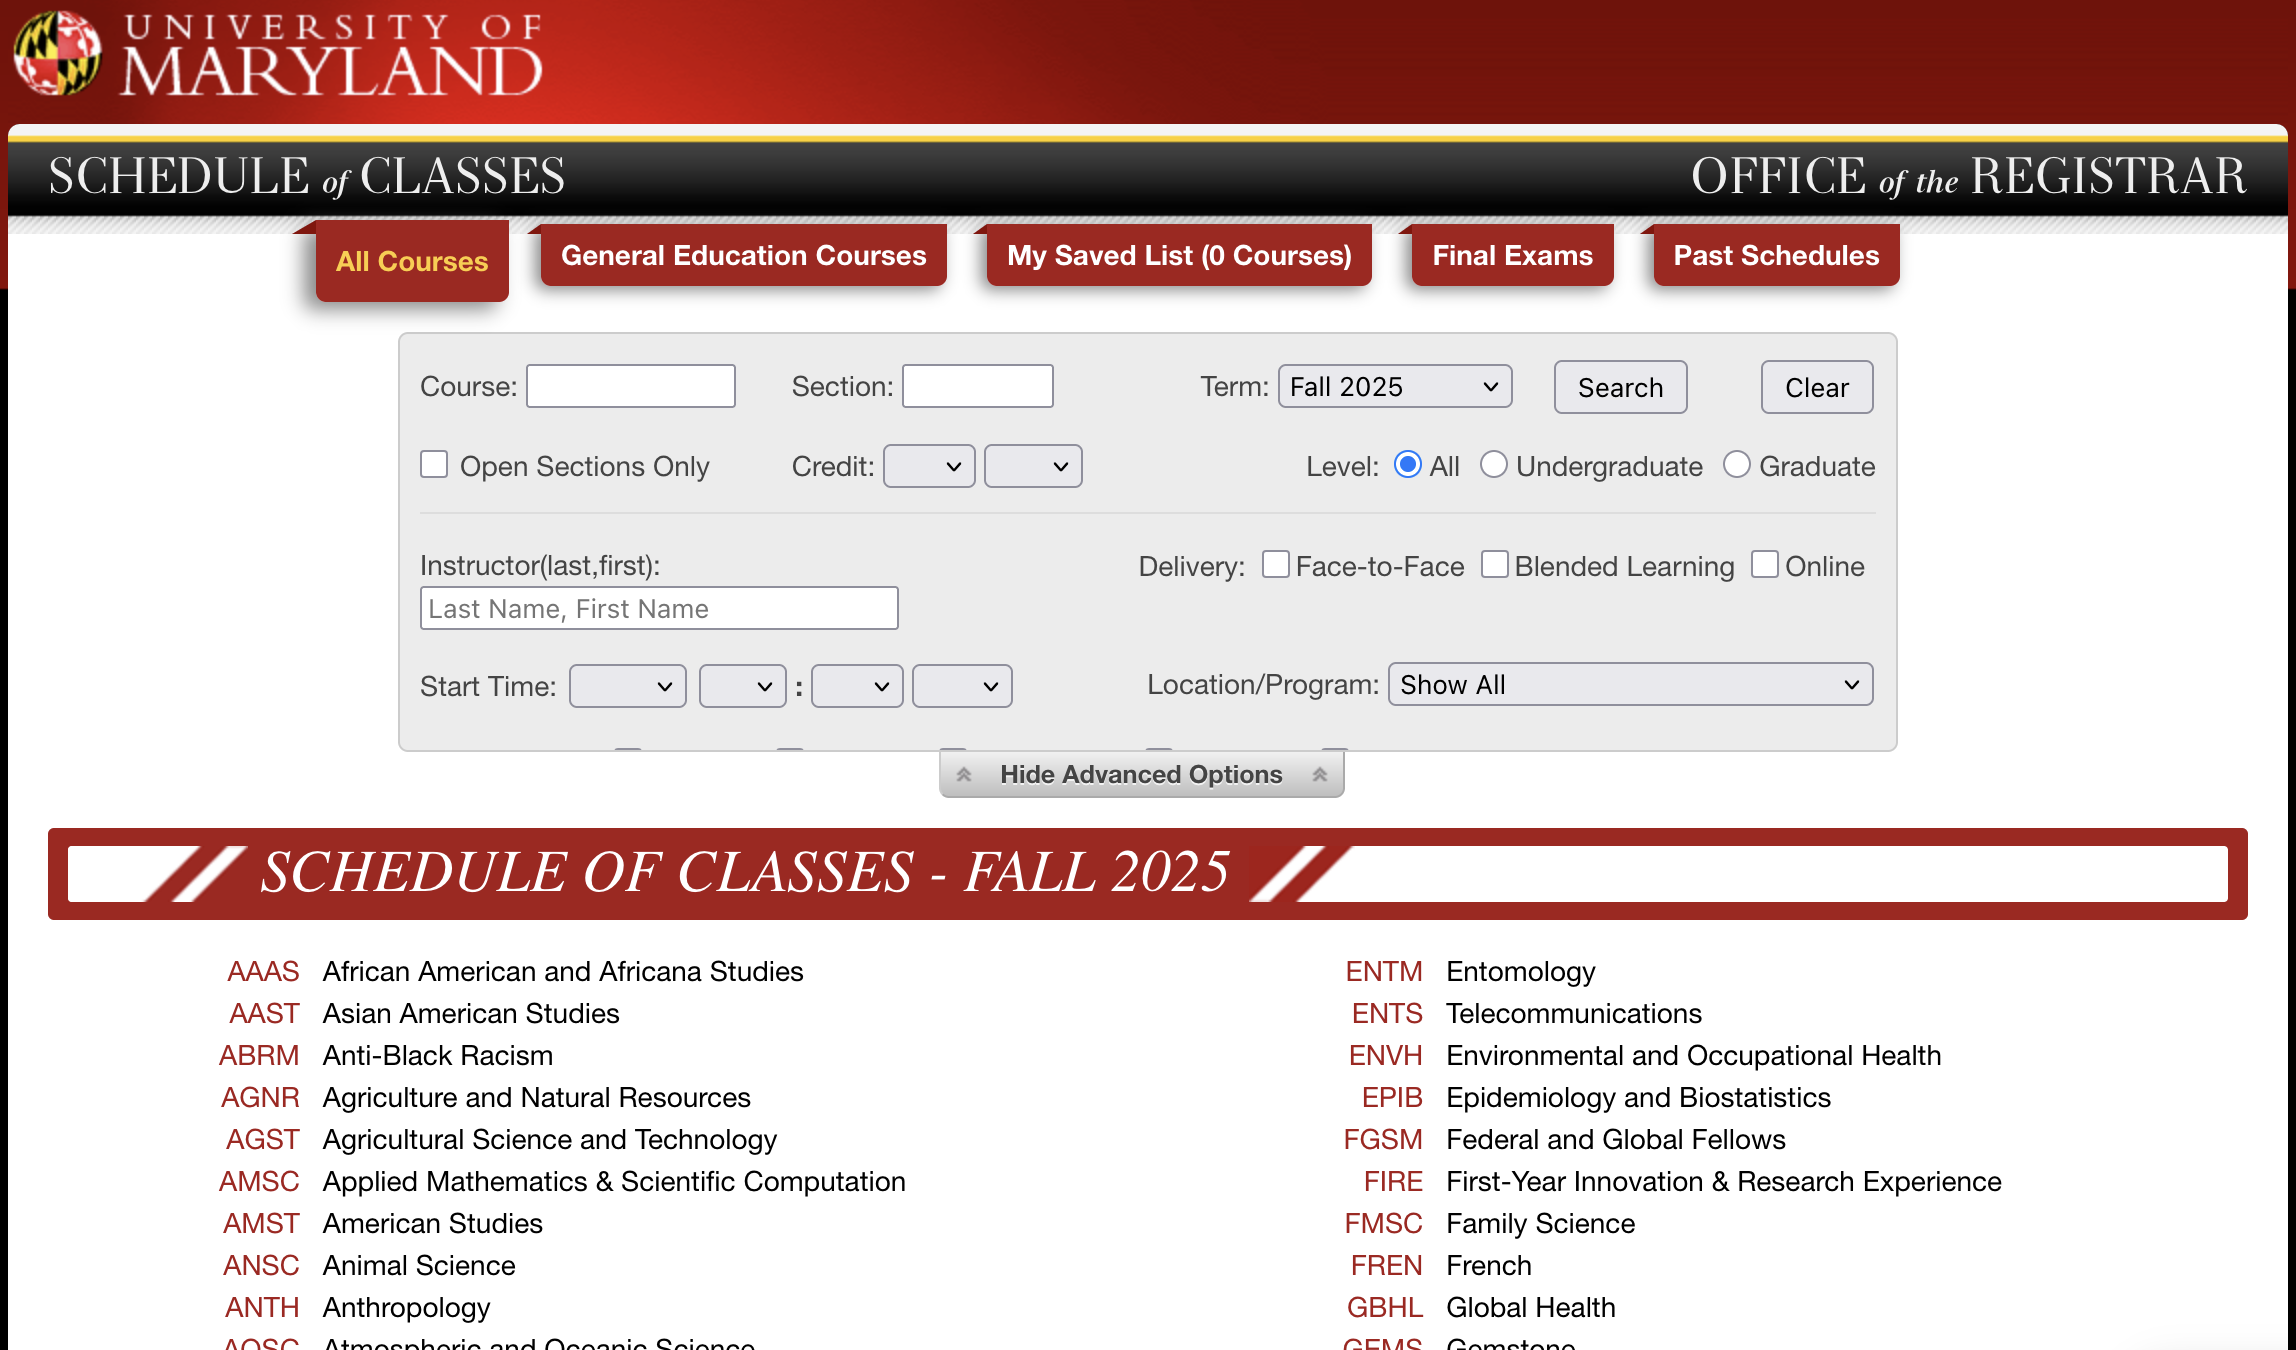 UNIVERSITY OF
MARYLAND
SCHEDULE of CLASSES
OFFICE of the REGISTRAR
All Courses
General Education Courses
My Saved List (0 Courses)
Final Exams
Past Schedules
Course:
Section:
Term: Fall 2025
Search
Clear
Open Sections Only
Credit:
Level: All Undergraduate Graduate
Instructor(last,first):
Last Name, First Name
Delivery: Face-to-Face Blended Learning Online
Start Time: :
Location/Program: Show All
Hide Advanced Options
SCHEDULE OF CLASSES - FALL 2025
AAAS African American and Africana Studies
AAST Asian American Studies
ABRM Anti-Black Racism
AGNR Agriculture and Natural Resources
AGST Agricultural Science and Technology
AMSC Applied Mathematics & Scientific Computation
AMST American Studies
ANSC Animal Science
ANTH Anthropology
AOSC Atmospheric and Oceanic Science
ENTM Entomology
ENTS Telecommunications
ENVH Environmental and Occupational Health
EPIB Epidemiology and Biostatistics
FGSM Federal and Global Fellows
FIRE First-Year Innovation & Research Experience
FMSC Family Science
FREN French
GBHL Global Health
GEMS Gemstone